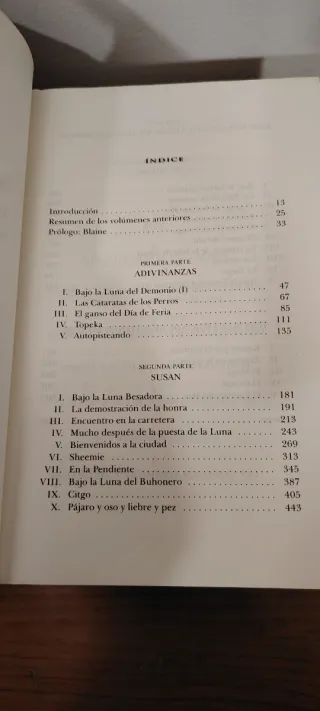 ÍNDICE
Introducción 13
Resumen de los volúmenes anteriores 25
Prólogo: Blaine 33
PRIMERA PARTE
ADIVINANZAS
I. Bajo la Luna del Demonio (I) 47
II. Las Cataratas de los Perros 67
III. El ganso del Día de Feria 85
IV. Topeka 111
V. Autopisteando 135
SEGUNDA PARTE
SUSAN
I. Bajo la Luna Besadora 181
II. La demostración de la honra 191
III. Encuentro en la carretera 213
IV. Mucho después de la puesta de la Luna 243
V. Bienvenidos a la ciudad 269
VI. Sheemie 313
VII. En la Pendiente 345
VIII. Bajo la Luna del Buhonero 387
IX. Citgo 405
X. Pájaro y oso y liebre y pez 443